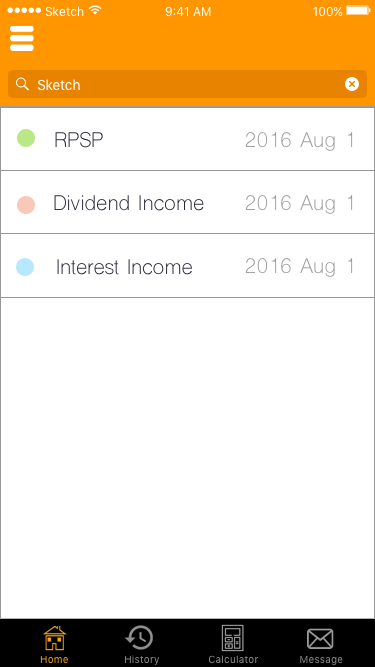 Sketch 9:41 AM 100%
Sketch
RPSP 2016 Aug 1
Dividend Income 2016 Aug 1
Interest Income 2016 Aug 1
Home History Calculator Message